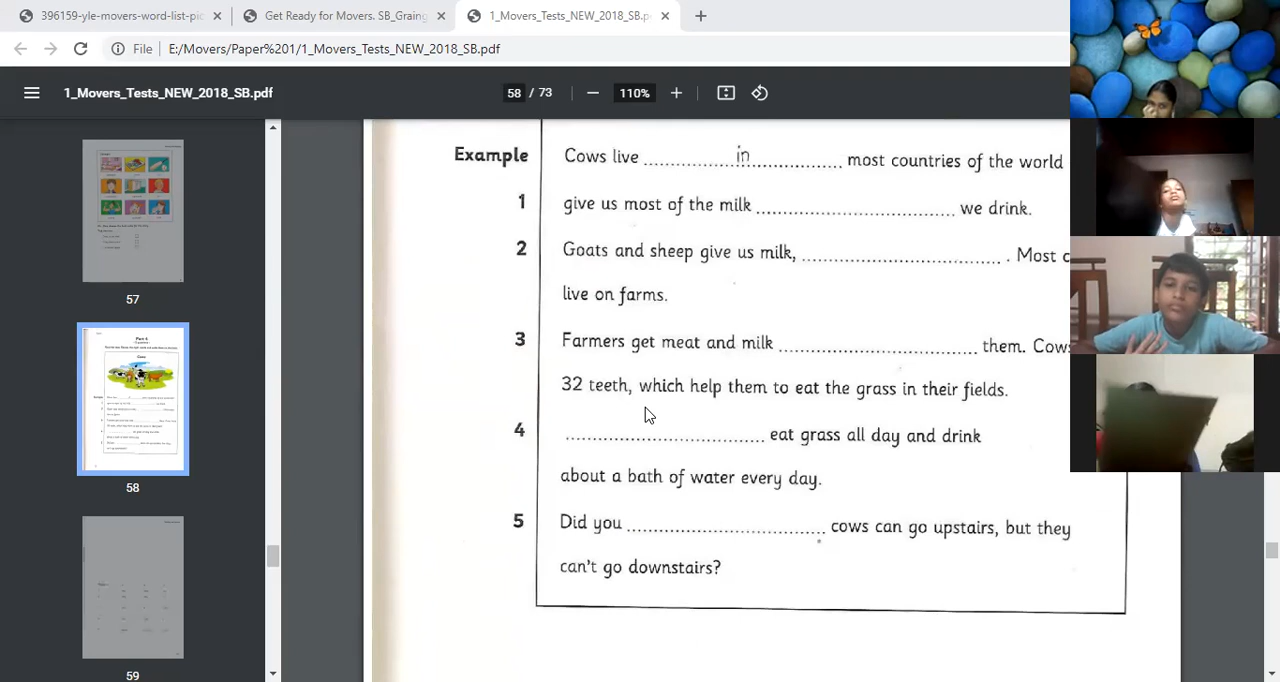 396159-yle-movers-word-list-pic
Get Ready for Movers. SB_Graing
1_Movers_Tests_NEW_2018_SB.pdf
File
E:/Movers/Paper%201/1_Movers_Tests_NEW_2018_SB.pdf
1_Movers_Tests_NEW_2018_SB.pdf
58 / 73
110%
57
58
59
Example Cows live ........ in ........ most countries of the world
1 give us most of the milk ........ we drink.
2 Goats and sheep give us milk, ........ . Most c
live on farms.
3 Farmers get meat and milk ........ them. Cows
32 teeth, which help them to eat the grass in their fields.
4 ........ eat grass all day and drink
about a bath of water every day.
5 Did you ........ cows can go upstairs, but they
can't go downstairs?